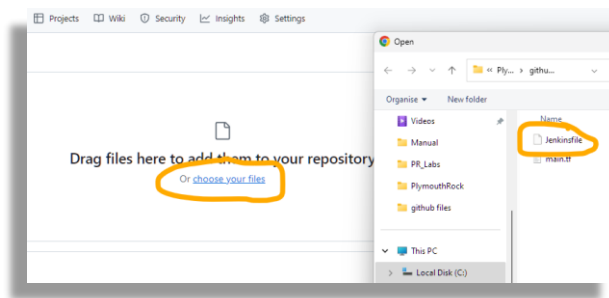 Projects Wiki Security Insights Settings
Drag files here to add them to your repository
Or choose your files
Open
« Ply... › githu...
Organise New folder
Name
Videos
Manual
PR_Labs
PlymouthRock
github files
This PC
Local Disk (C:)
Jenkinsfile
main.tf